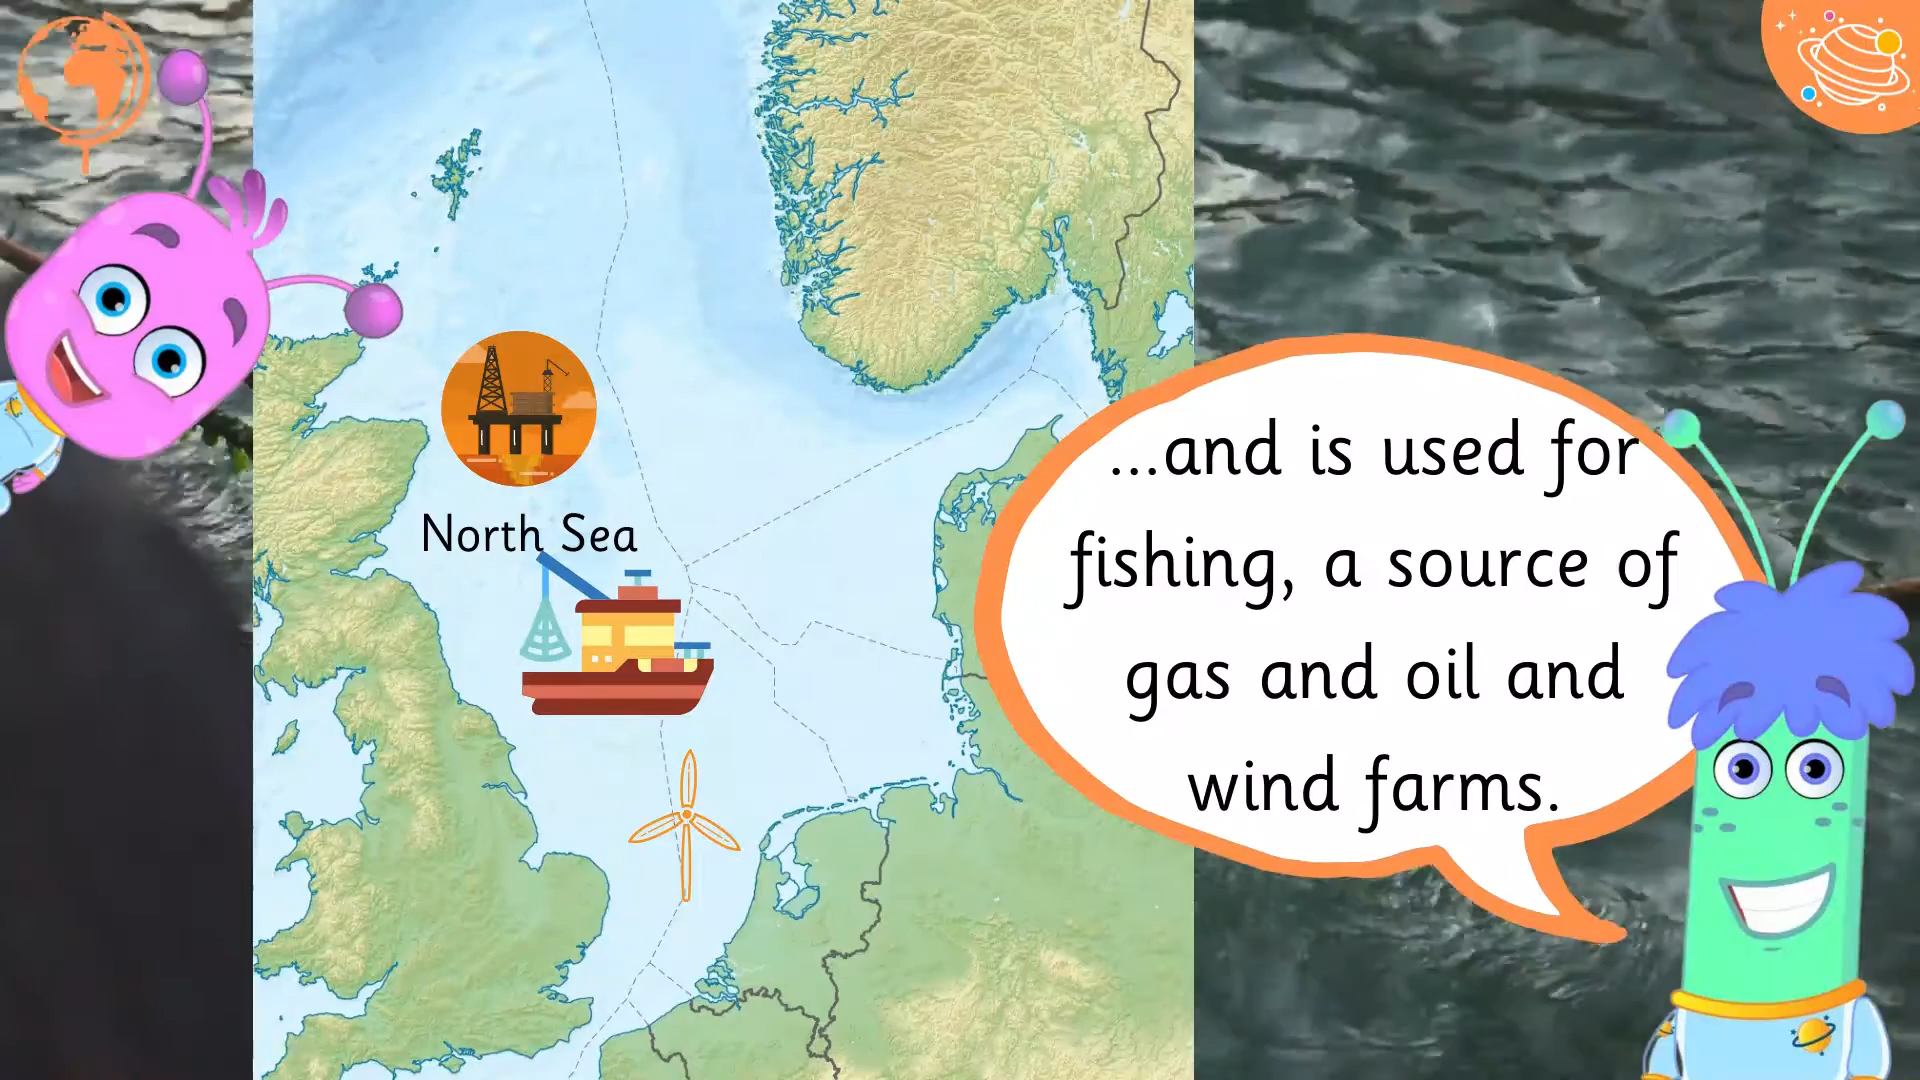 North Sea
...and is used for
fishing, a source of
gas and oil and
wind farms.